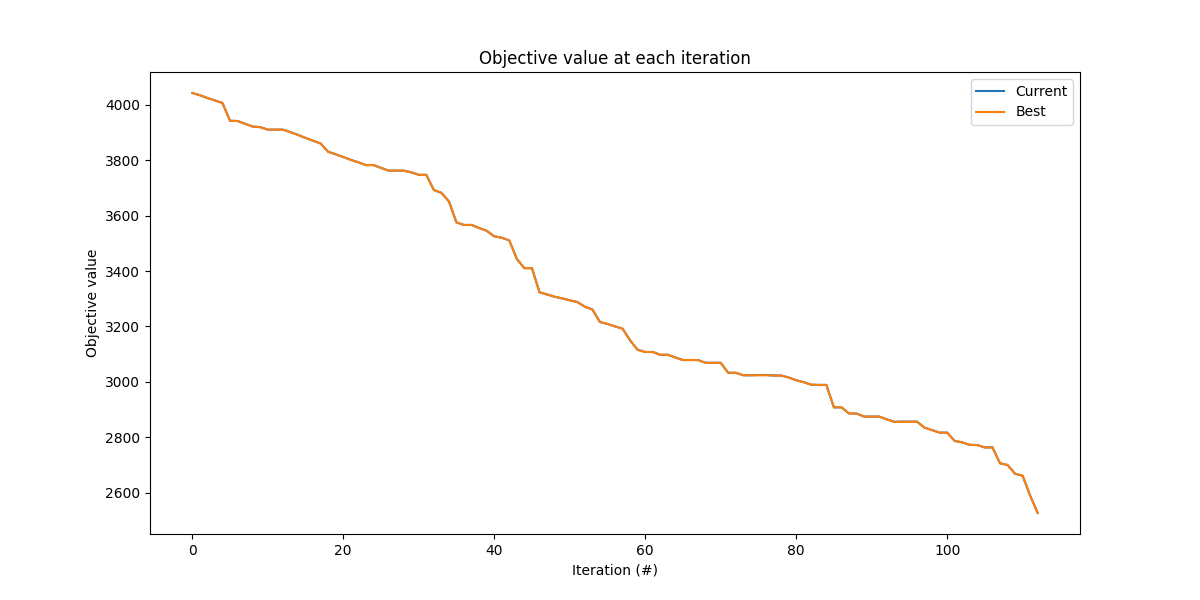 Objective value at each iteration
Current
Best
Objective value
4000
3800
3600
3400
3200
3000
2800
2600
0 20 40 60 80 100
Iteration (#)